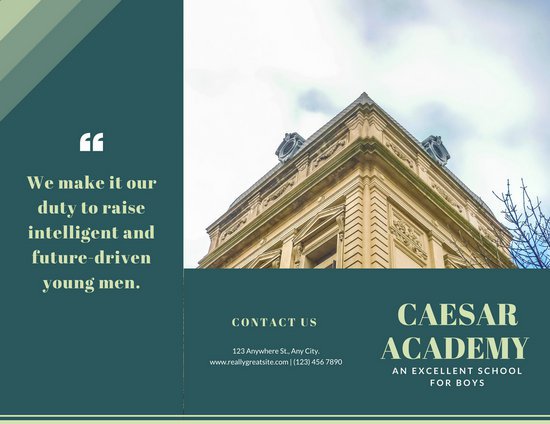 “
We make it our
duty to raise
intelligent and
future-driven
young men.
CONTACT US
123 Anywhere St., Any City.
www.reallygreatsite.com | (123) 456 7890
CAESAR
ACADEMY
AN EXCELLENT SCHOOL
FOR BOYS